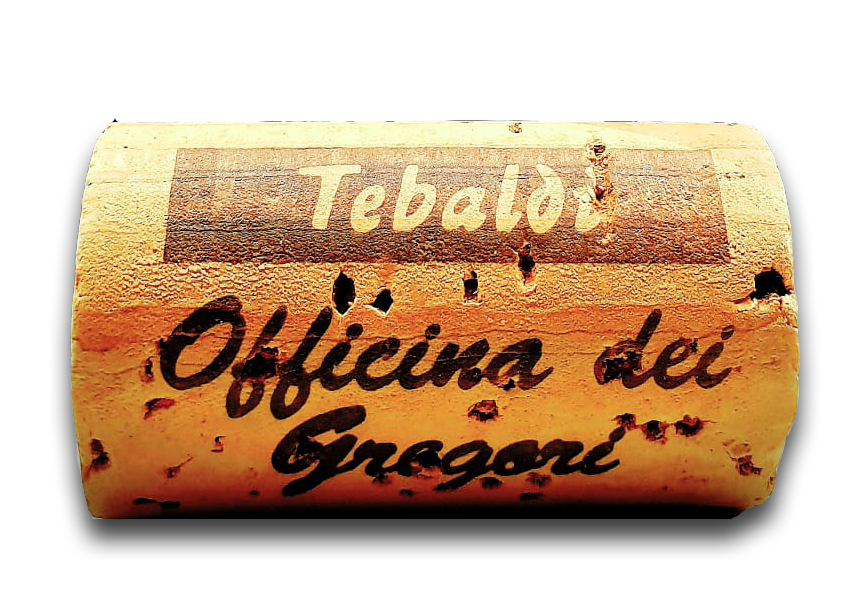 Tebaldi
Officina dei
Gregori